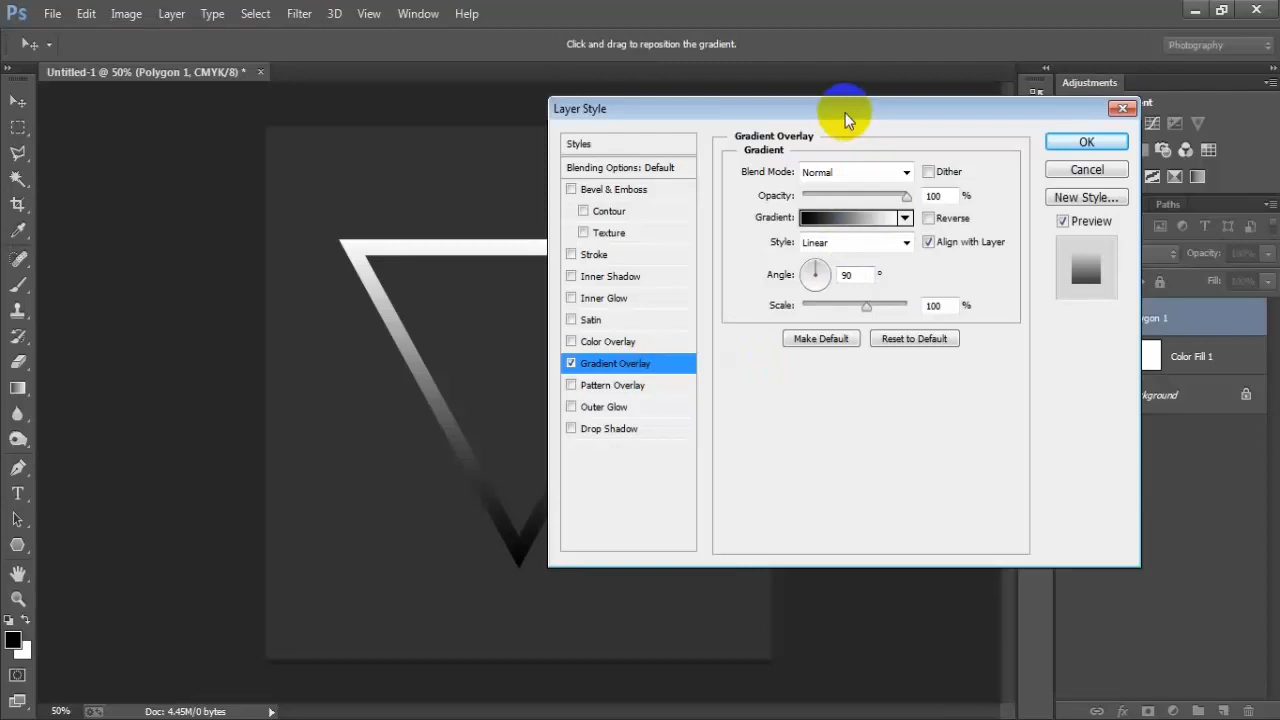 Ps File Edit Image Layer Type Select Filter 3D View Window Help
Click and drag to reposition the gradient.
Photography
Untitled-1 @ 50% (Polygon 1, CMYK/8) *
Adjustments
Layer Style
Styles
Blending Options: Default
Bevel & Emboss
Contour
Texture
Stroke
Inner Shadow
Inner Glow
Satin
Color Overlay
Gradient Overlay
Pattern Overlay
Outer Glow
Drop Shadow
Gradient Overlay
Gradient
Blend Mode: Normal Dither
Opacity: 100 %
Gradient: Reverse
Style: Linear Align with Layer
Angle: 90 °
Scale: 100 %
Make Default Reset to Default
OK
Cancel
New Style...
Preview
Paths
Opacity: 100%
Fill: 100%
ygon 1
Color Fill 1
kground
50% Doc: 4.45M/0 bytes